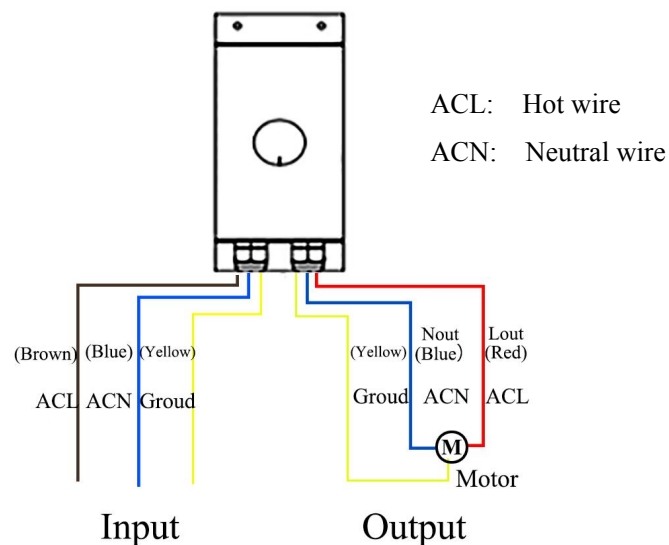 ACL: Hot wire
ACN: Neutral wire
(Brown) (Blue) (Yellow)
ACL ACN Groud
(Yellow) Nout (Blue) Lout (Red)
Groud ACN ACL
M
Motor
Input Output